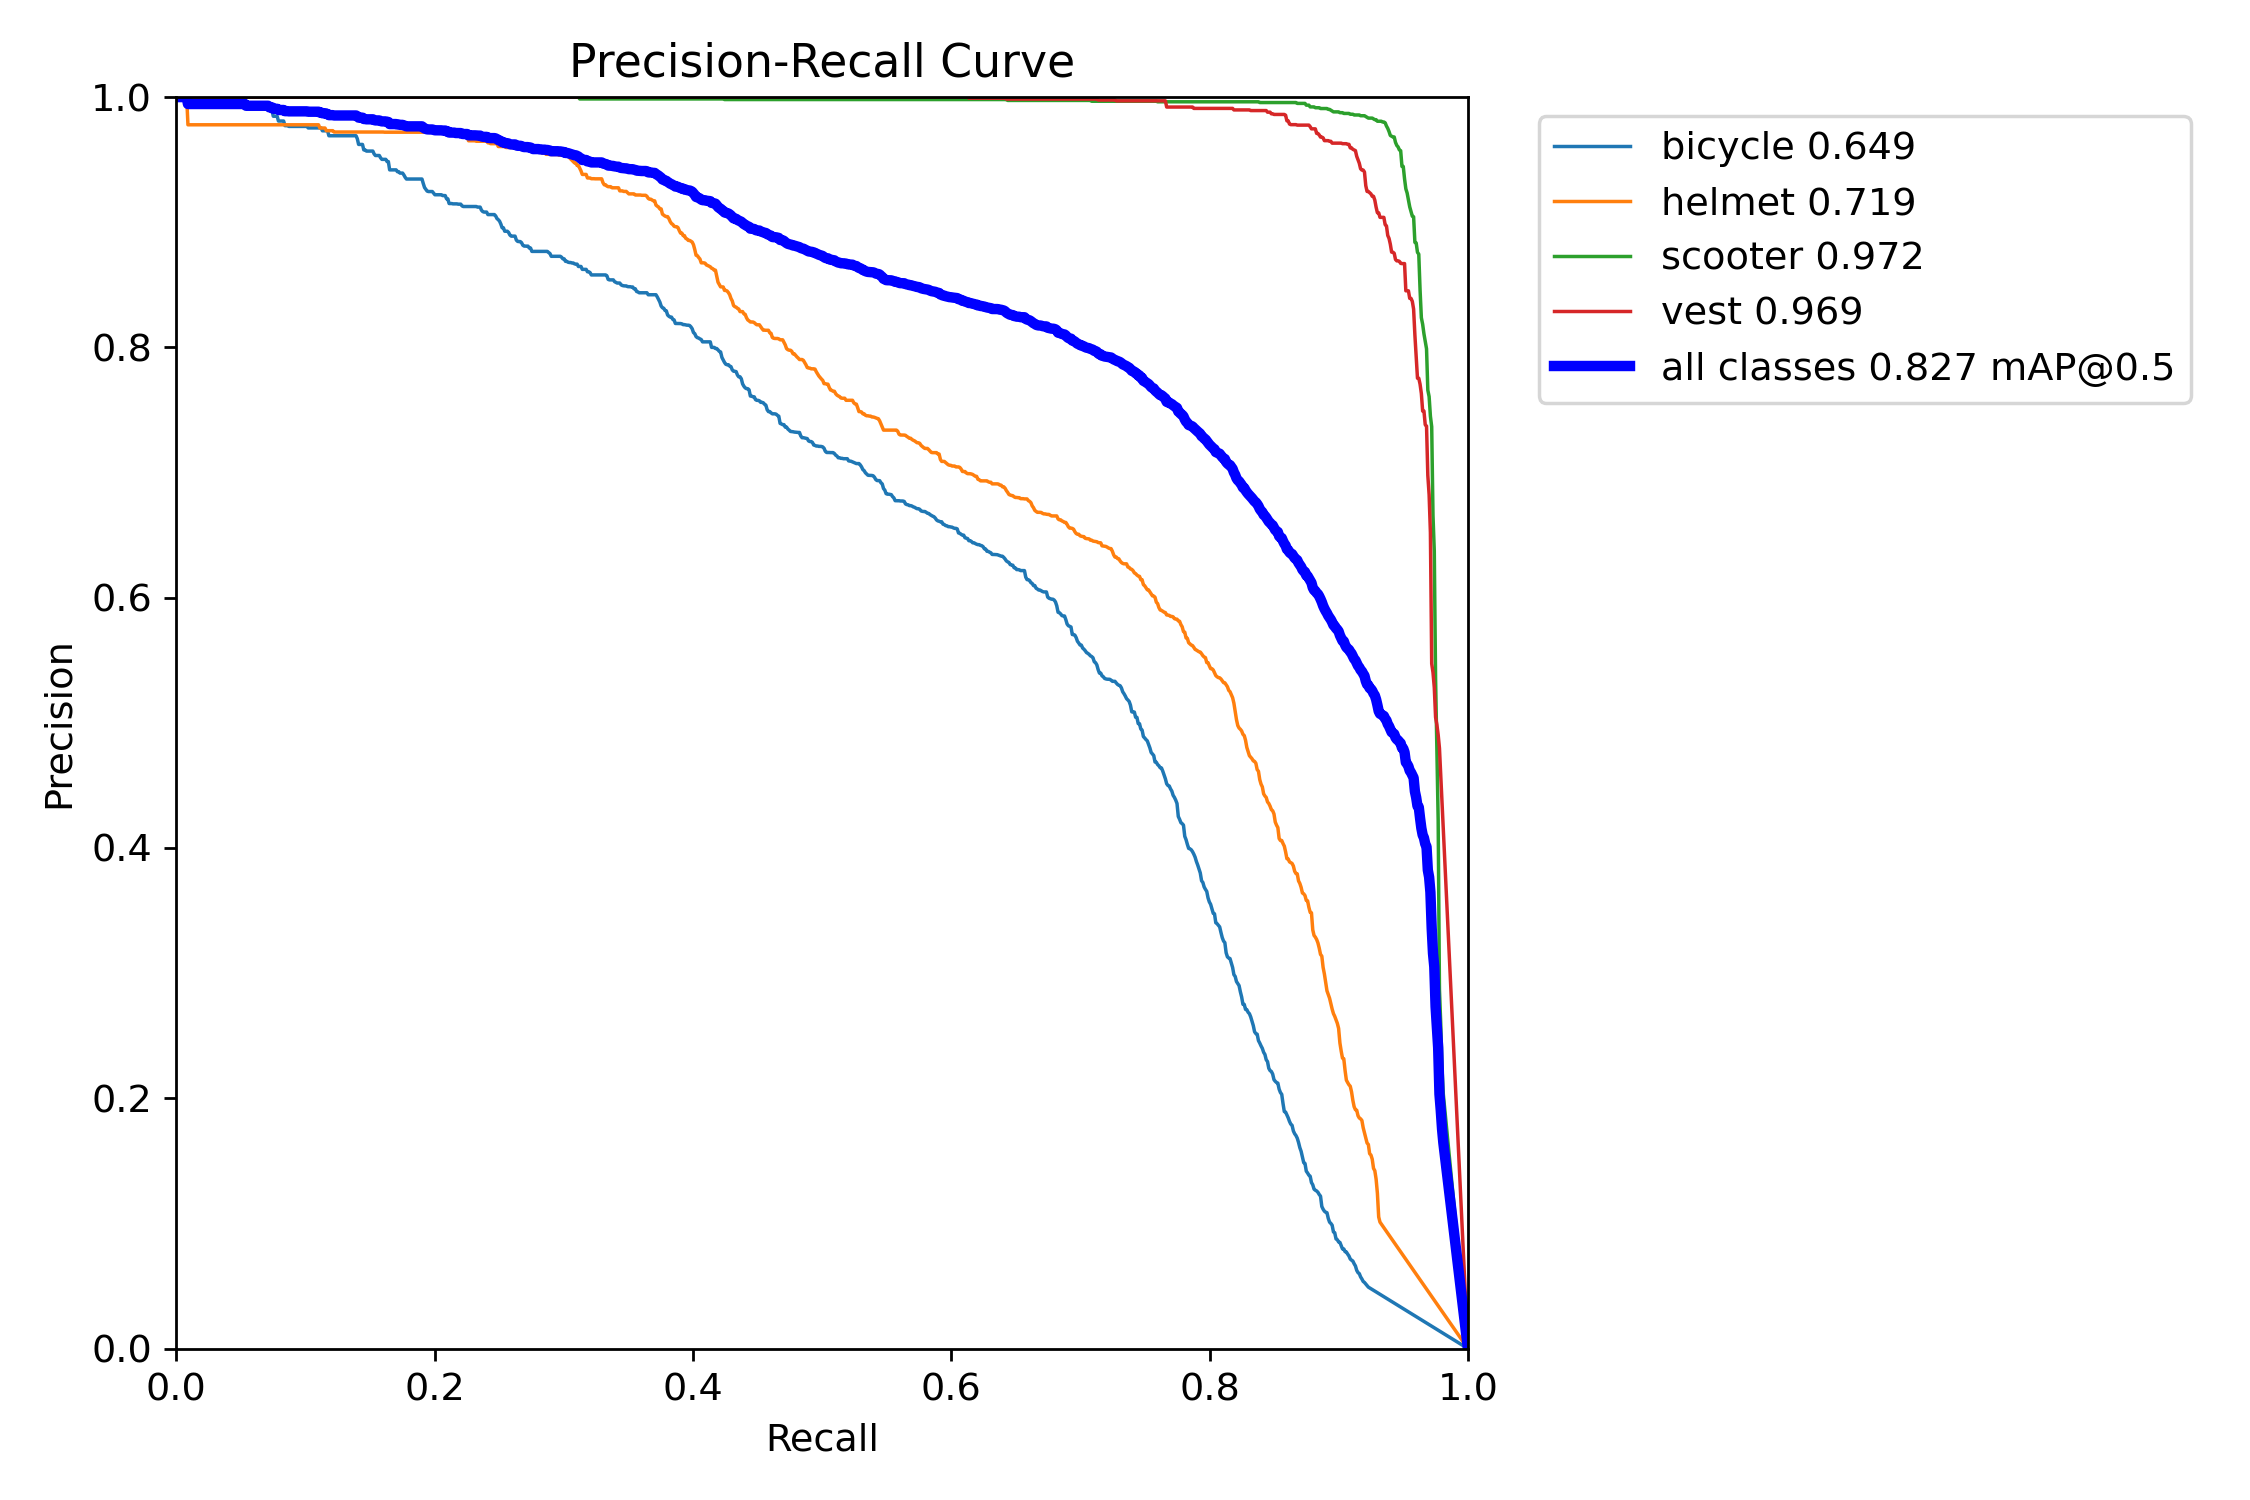 Precision-Recall Curve
1.0
0.8
0.6
0.4
0.2
0.0
Precision
0.0 0.2 0.4 0.6 0.8 1.0
Recall
bicycle 0.649
helmet 0.719
scooter 0.972
vest 0.969
all classes 0.827 mAP@0.5